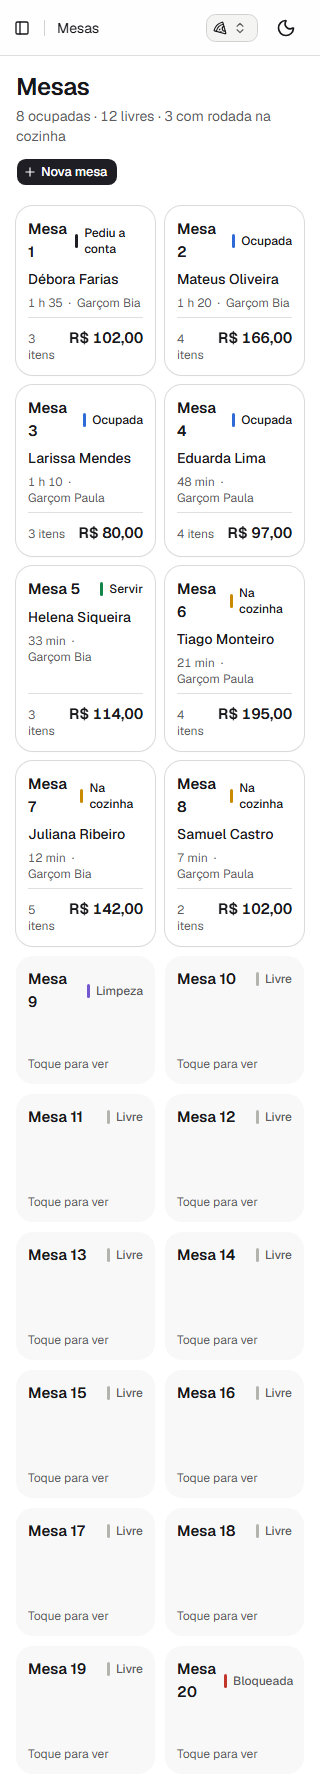 Mesas
Mesas
8 ocupadas · 12 livres · 3 com rodada na
cozinha
+ Nova mesa
Mesa
1
Pediu a
conta
Débora Farias
1 h 35 · Garçom Bia
3
itens
R$ 102,00
Mesa
2
Ocupada
Mateus Oliveira
1 h 20 · Garçom Bia
4
itens
R$ 166,00
Mesa
3
Ocupada
Larissa Mendes
1 h 10 ·
Garçom Paula
3 itens
R$ 80,00
Mesa
4
Ocupada
Eduarda Lima
48 min ·
Garçom Paula
4 itens
R$ 97,00
Mesa 5
Servir
Helena Siqueira
33 min ·
Garçom Bia
3
itens
R$ 114,00
Mesa
6
Na
cozinha
Tiago Monteiro
21 min ·
Garçom Paula
4
itens
R$ 195,00
Mesa
7
Na
cozinha
Juliana Ribeiro
12 min ·
Garçom Bia
5
itens
R$ 142,00
Mesa
8
Na
cozinha
Samuel Castro
7 min ·
Garçom Paula
2
itens
R$ 102,00
Mesa
9
Limpeza
Toque para ver
Mesa 10
Livre
Toque para ver
Mesa 11
Livre
Toque para ver
Mesa 12
Livre
Toque para ver
Mesa 13
Livre
Toque para ver
Mesa 14
Livre
Toque para ver
Mesa 15
Livre
Toque para ver
Mesa 16
Livre
Toque para ver
Mesa 17
Livre
Toque para ver
Mesa 18
Livre
Toque para ver
Mesa 19
Livre
Toque para ver
Mesa
20
Bloqueada
Toque para ver